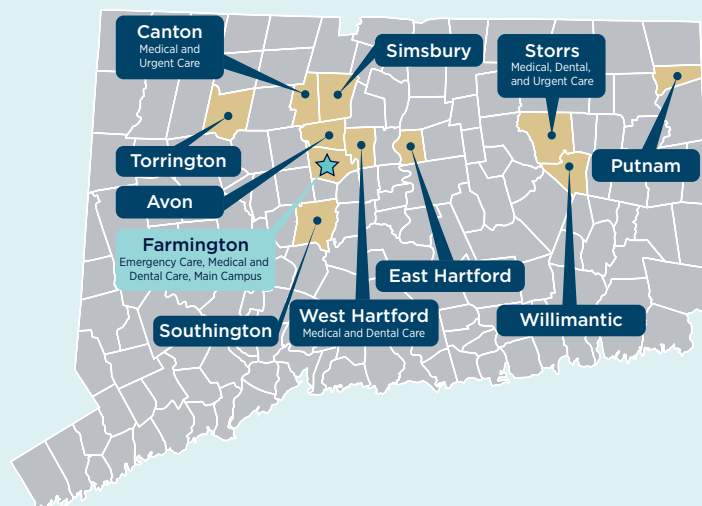 Canton
Medical and
Urgent Care
Simsbury
Storrs
Medical, Dental,
and Urgent Care
Torrington
Putnam
Avon
Farmington
Emergency Care, Medical and
Dental Care, Main Campus
East Hartford
Southington
West Hartford
Medical and Dental Care
Willimantic